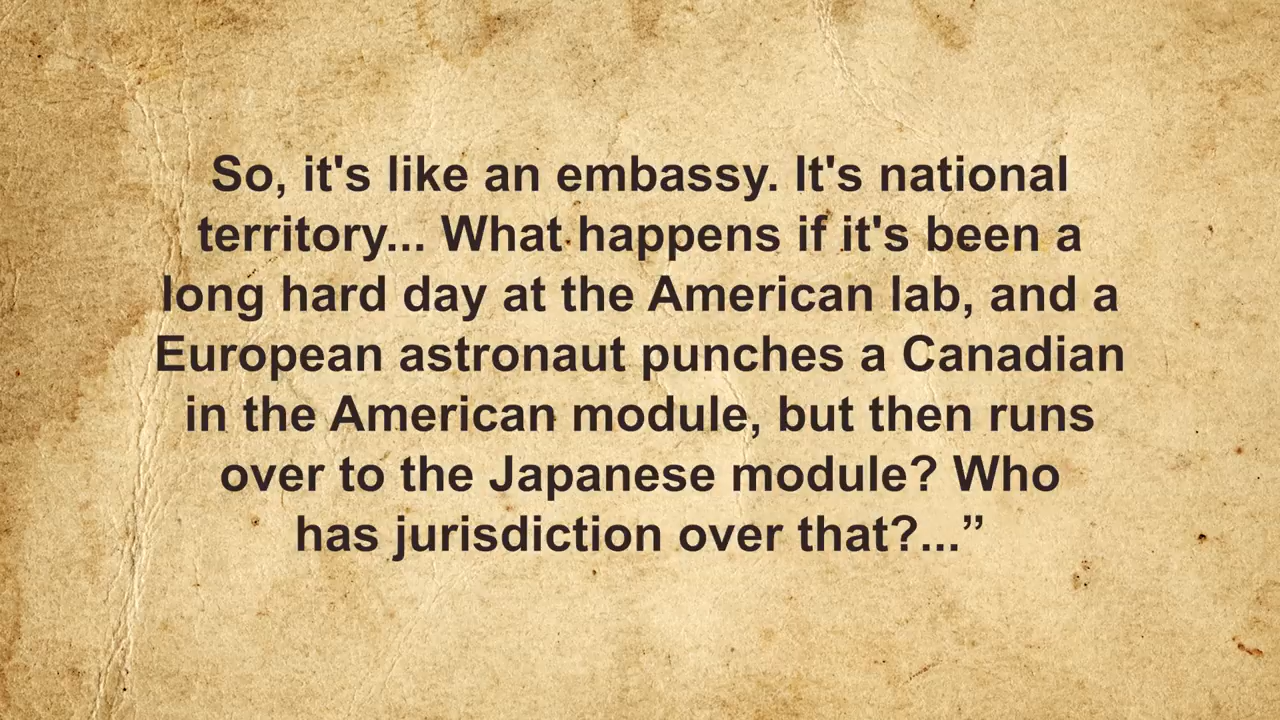 So, it's like an embassy. It's national
territory... What happens if it's been a
long hard day at the American lab, and a
European astronaut punches a Canadian
in the American module, but then runs
over to the Japanese module? Who
has jurisdiction over that?...”